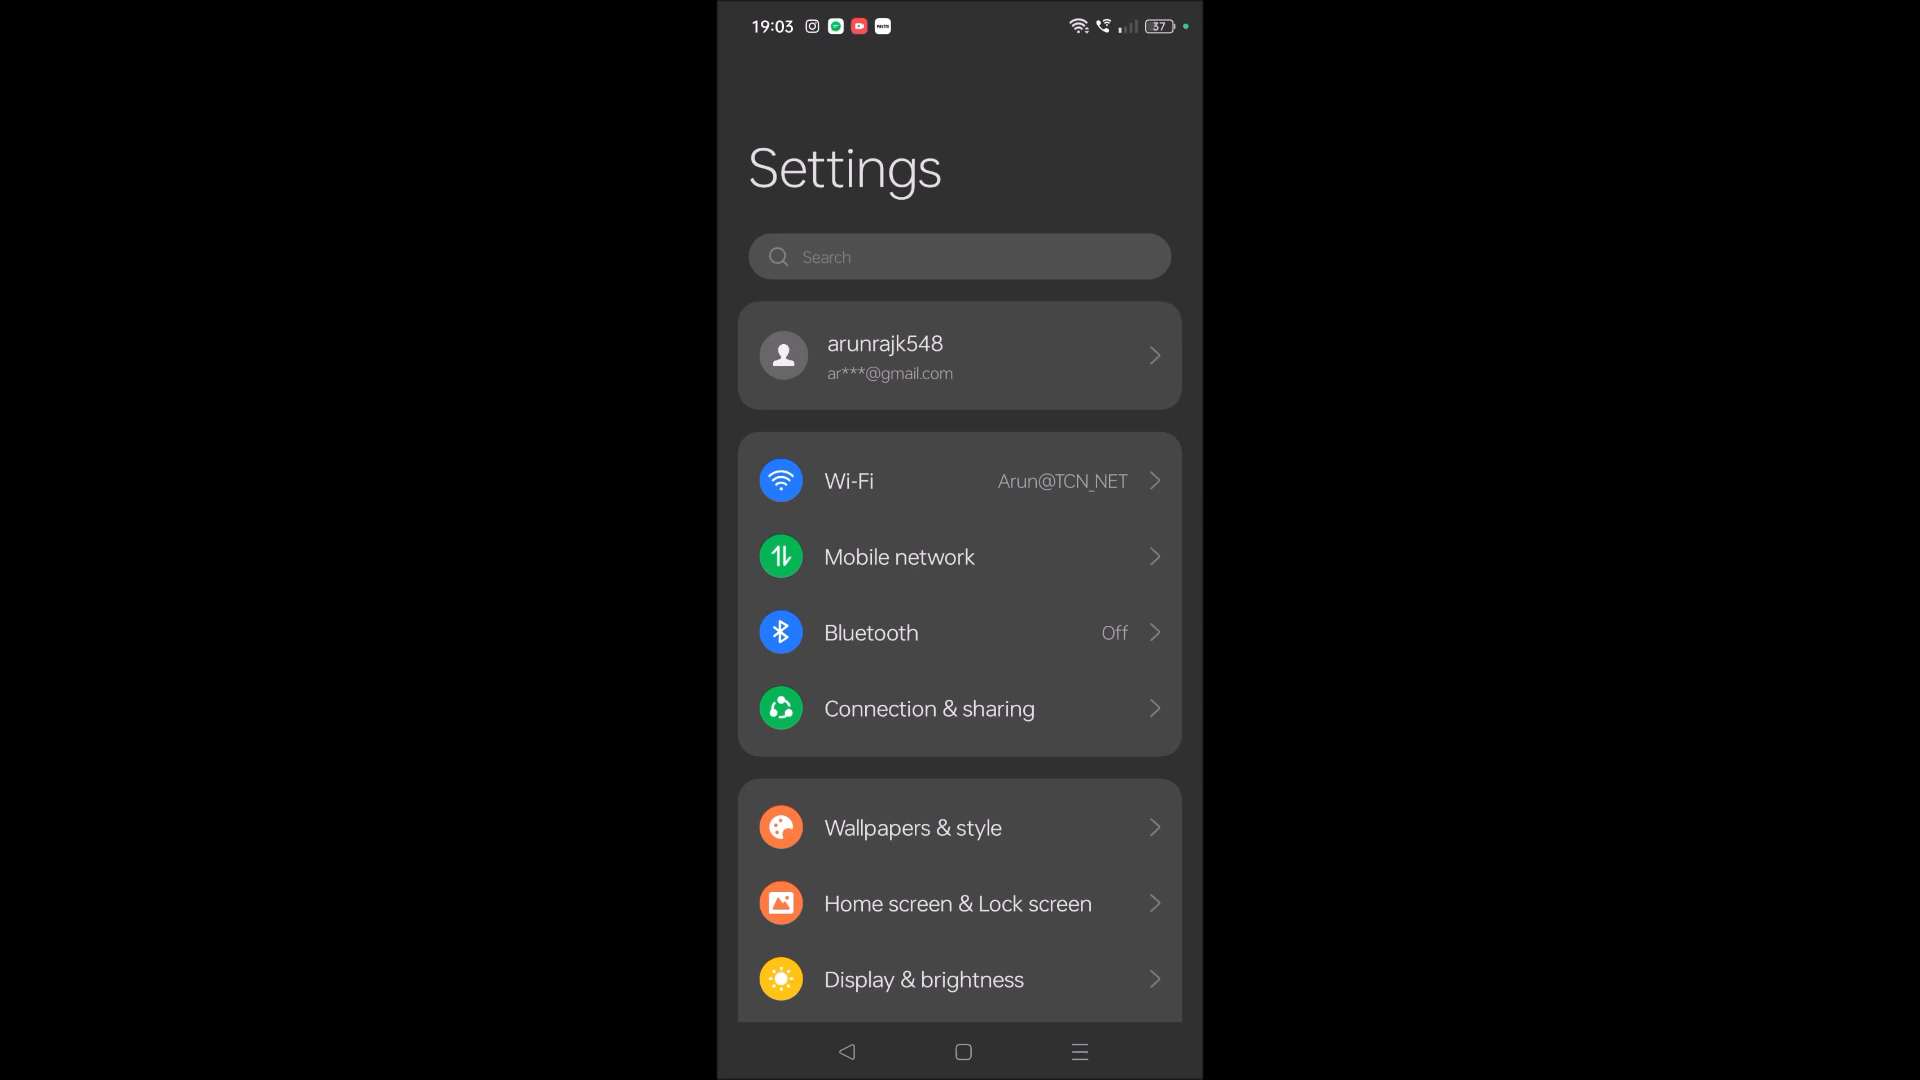 19:03
37
Settings
Search
arunrajk548
ar***@gmail.com
Wi-Fi Arun@TCN_NET
Mobile network
Bluetooth Off
Connection & sharing
Wallpapers & style
Home screen & Lock screen
Display & brightness